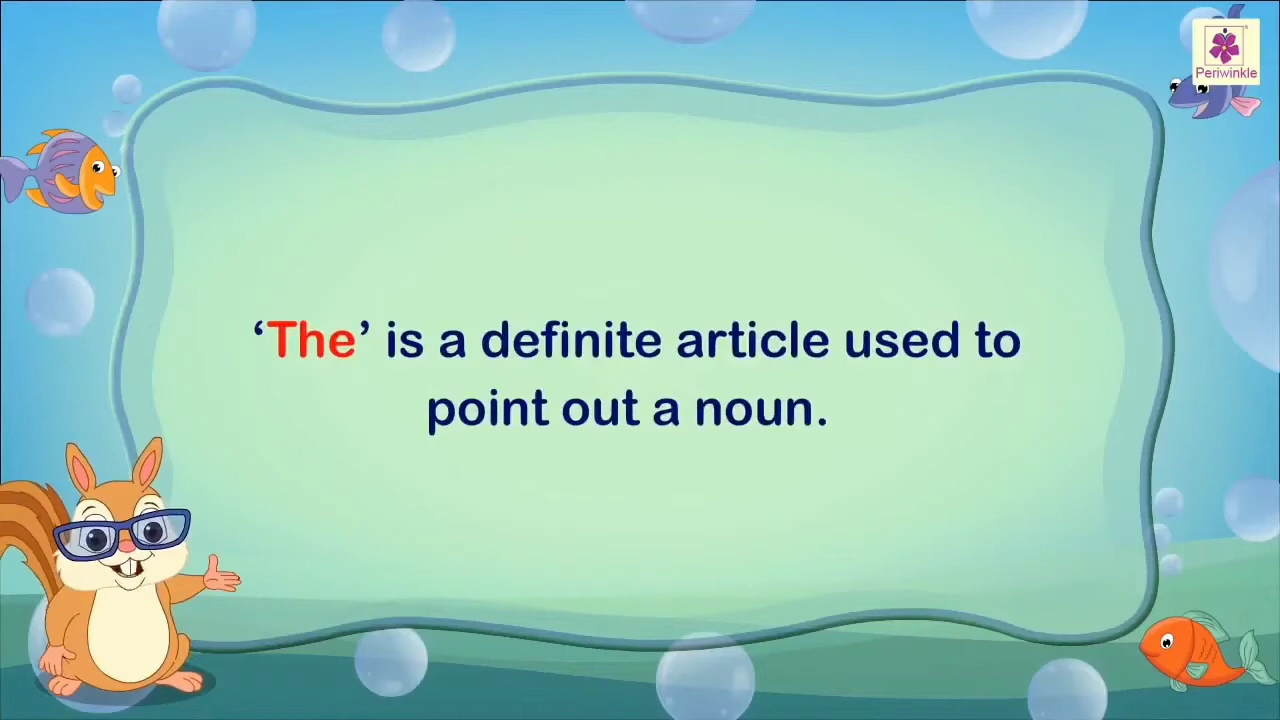 Periwinkle
‘The’ is a definite article used to
point out a noun.